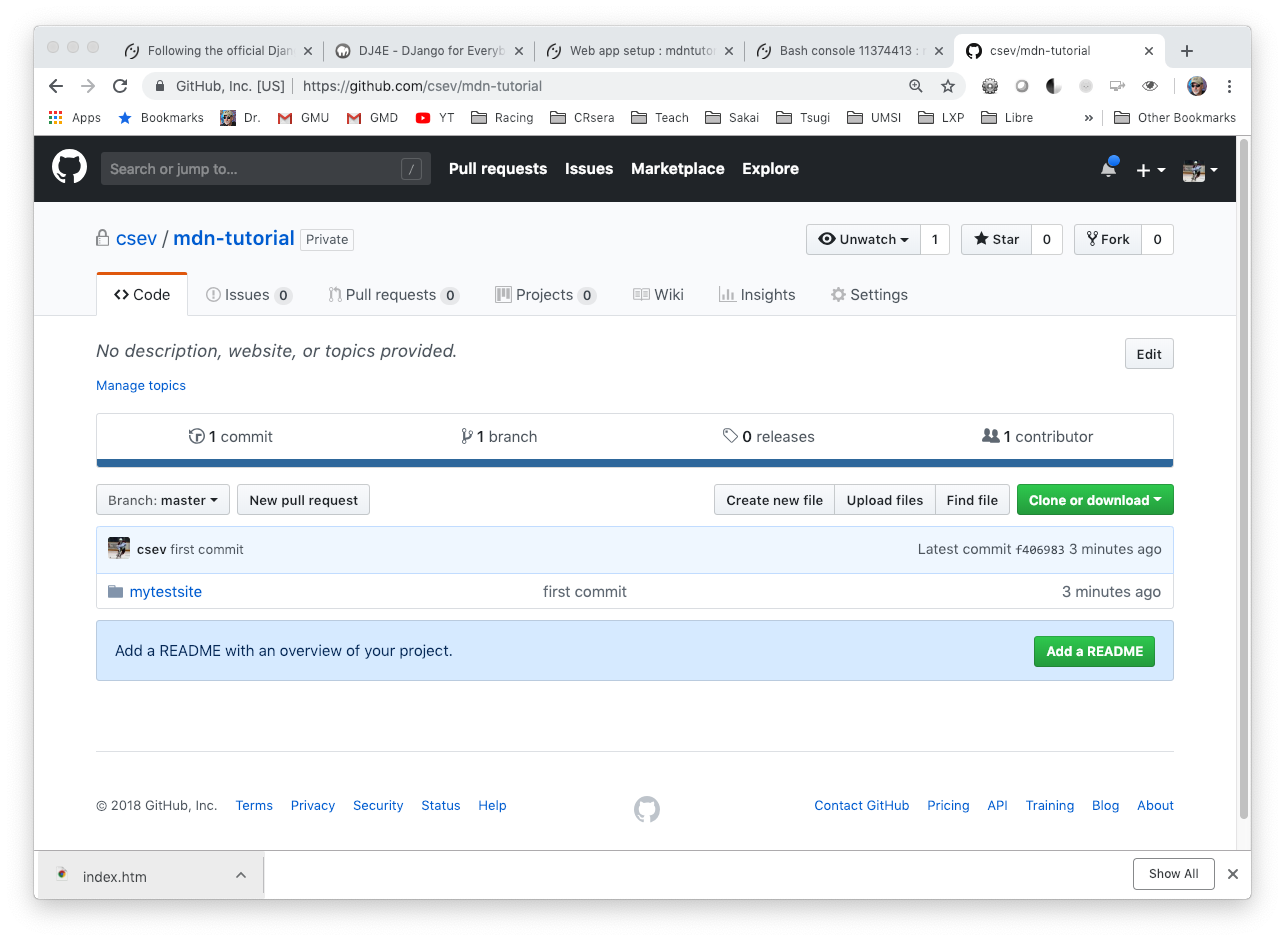 Following the official Djan
DJ4E - DJango for Everyb
Web app setup : mdntutor
Bash console 11374413 :
csev/mdn-tutorial
GitHub, Inc. [US] https://github.com/csev/mdn-tutorial
Apps Bookmarks Dr. GMU GMD YT Racing CRsera Teach Sakai Tsugi UMSI LXP Libre » Other Bookmarks
Search or jump to... / Pull requests Issues Marketplace Explore
csev / mdn-tutorial Private Unwatch 1 Star 0 Fork 0
Code Issues 0 Pull requests 0 Projects 0 Wiki Insights Settings
No description, website, or topics provided. Edit
Manage topics
1 commit 1 branch 0 releases 1 contributor
Branch: master New pull request Create new file Upload files Find file Clone or download
csev first commit Latest commit f406983 3 minutes ago
mytestsite first commit 3 minutes ago
Add a README with an overview of your project. Add a README
© 2018 GitHub, Inc. Terms Privacy Security Status Help Contact GitHub Pricing API Training Blog About
index.htm Show All